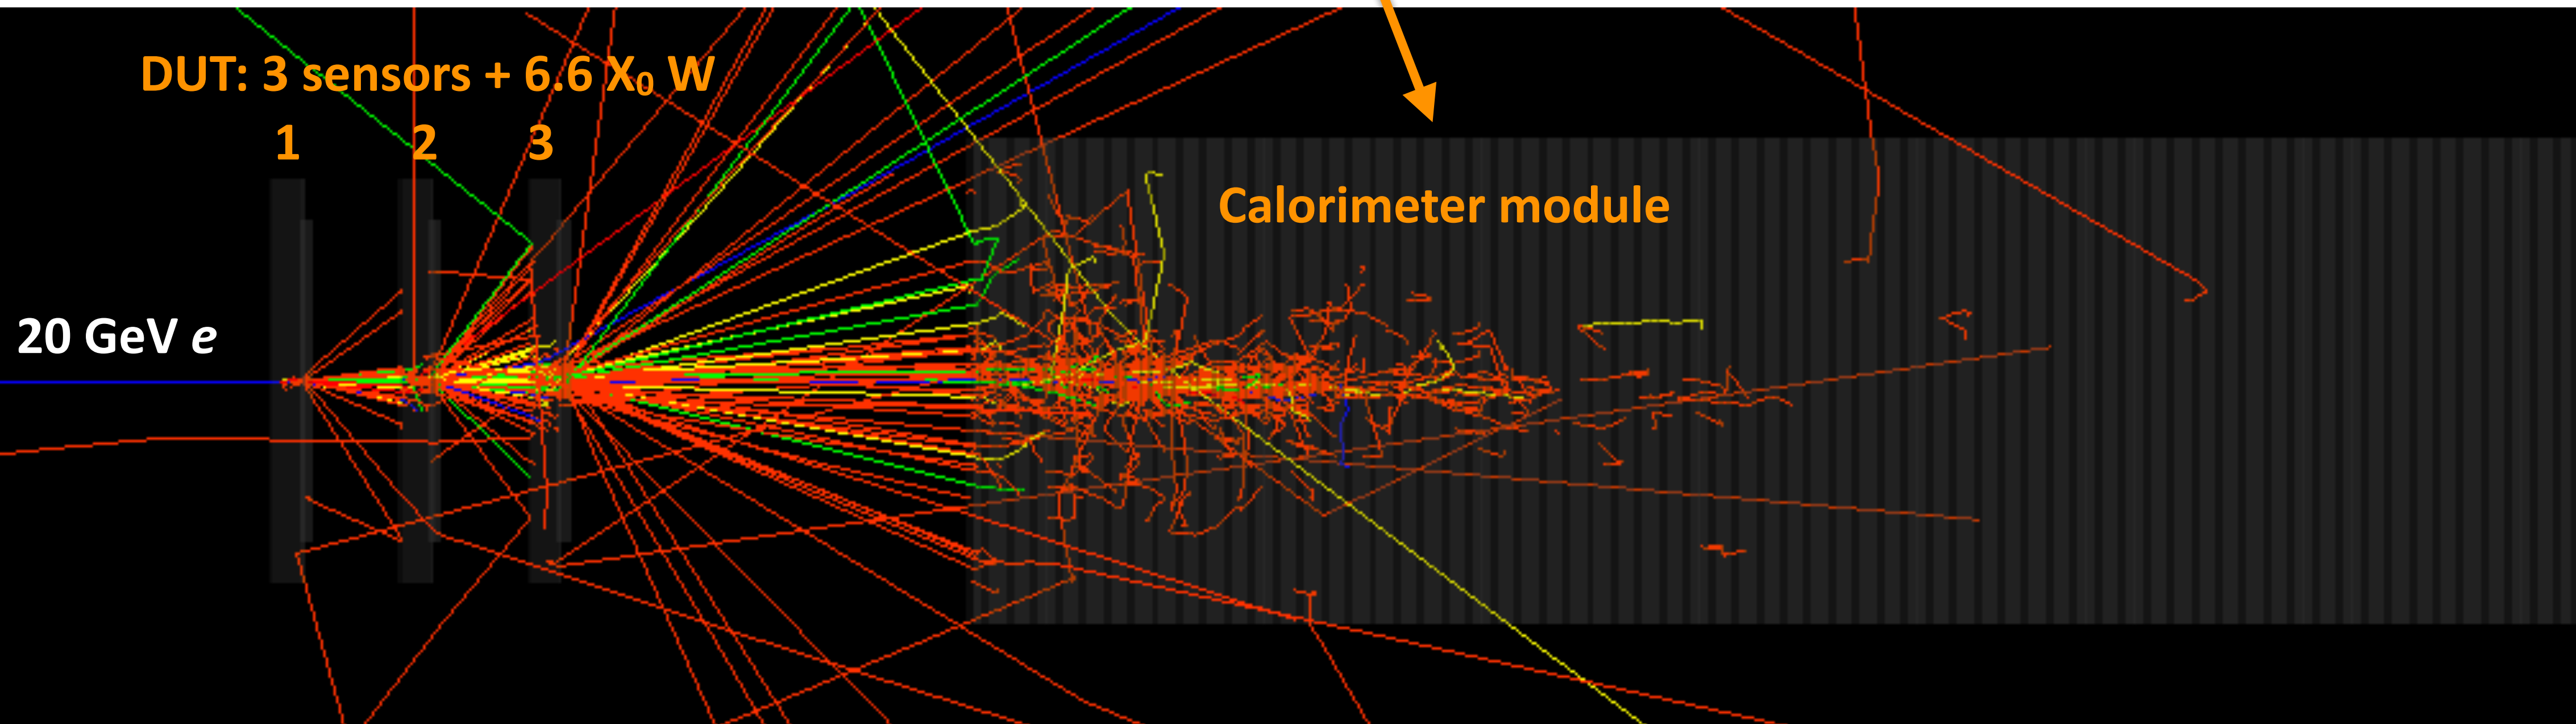 DUT: 3 sensors + 6.6 X₀ W
1 2 3
Calorimeter module
20 GeV e